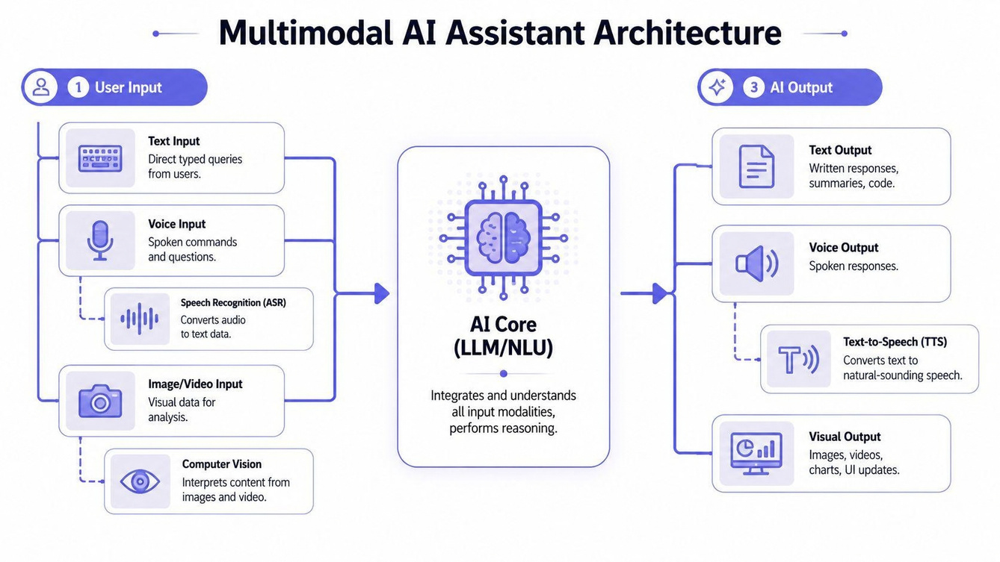 Multimodal AI Assistant Architecture
1 User Input
Text Input
Direct typed queries
from users.
Voice Input
Spoken commands
and questions.
Speech Recognition (ASR)
Converts audio
to text data.
Image/Video Input
Visual data for
analysis.
Computer Vision
Interprets content from
images and video.
AI Core
(LLM/NLU)
Integrates and understands
all input modalities,
performs reasoning.
3 AI Output
Text Output
Written responses,
summaries, code.
Voice Output
Spoken responses.
T
Text-to-Speech (TTS)
Converts text to
natural-sounding speech.
Visual Output
Images, videos,
charts, UI updates.